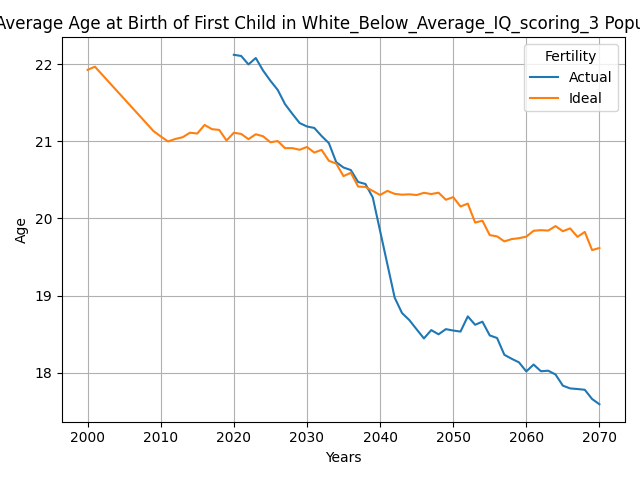 Average Age at Birth of First Child in White_Below_Average_IQ_scoring_3
Fertility
Actual
Ideal
22
21
20
19
18
Age
2000 2010 2020 2030 2040 2050 2060 2070
Years